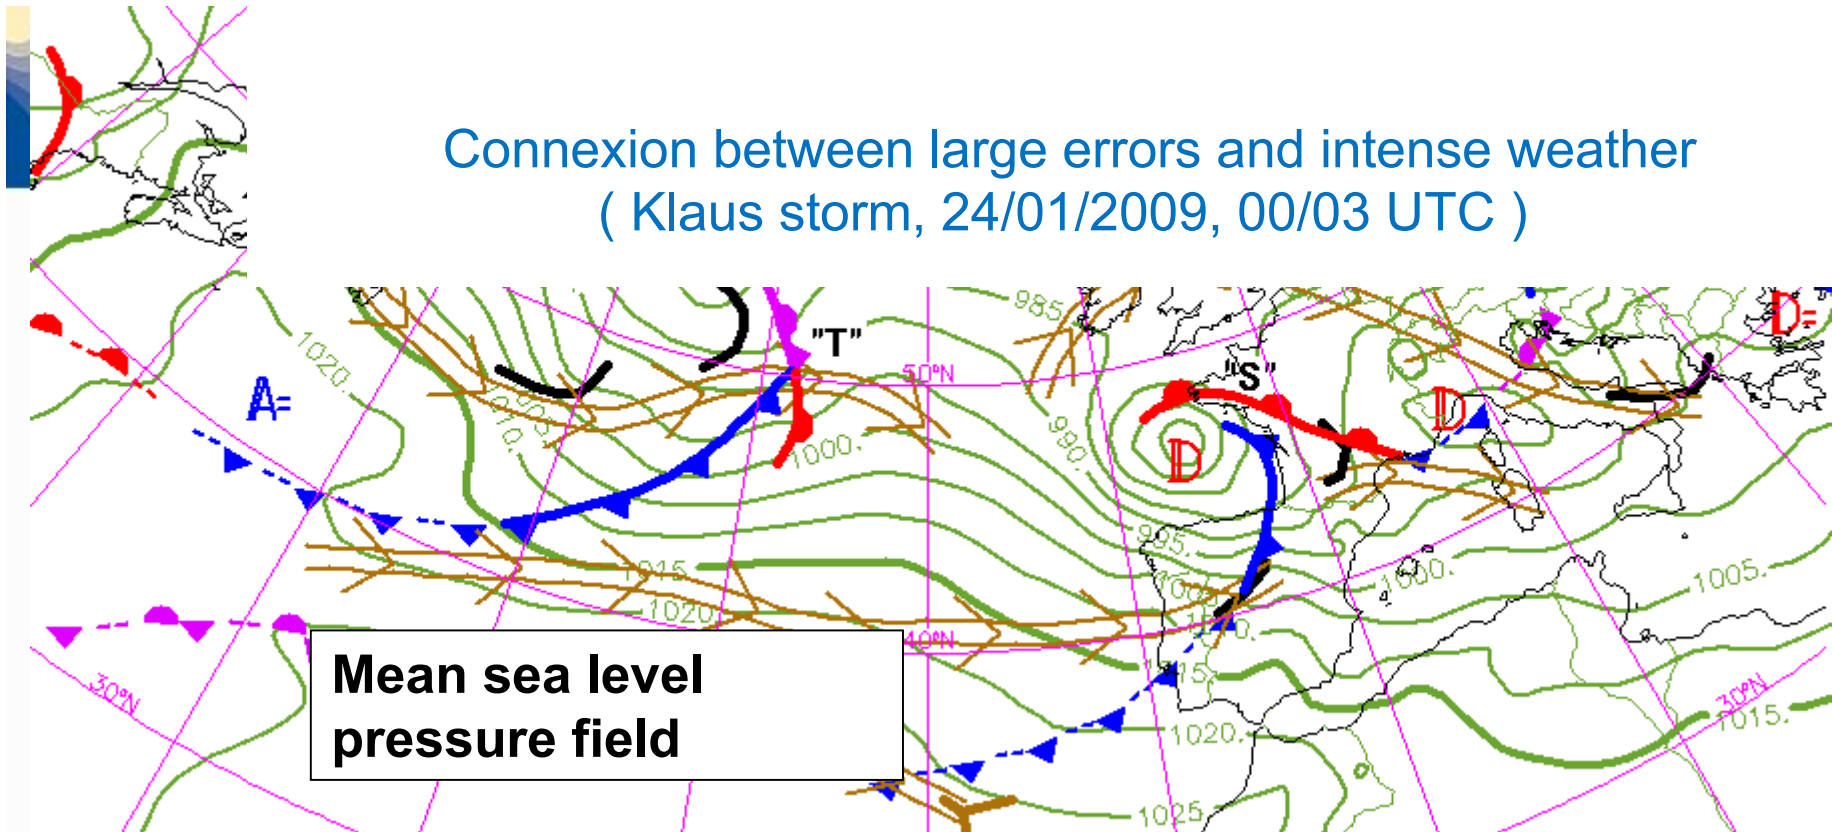 Connexion between large errors and intense weather
( Klaus storm, 24/01/2009, 00/03 UTC )
985.
D=
1020.
"T"
50°N
"S"
A=
D
1010.
1000.
990.
D
995.
1015
1000.
1005.
1020
40°N
Mean sea level
pressure field
30°N
1015.
30°N
1015.
1020.
1025